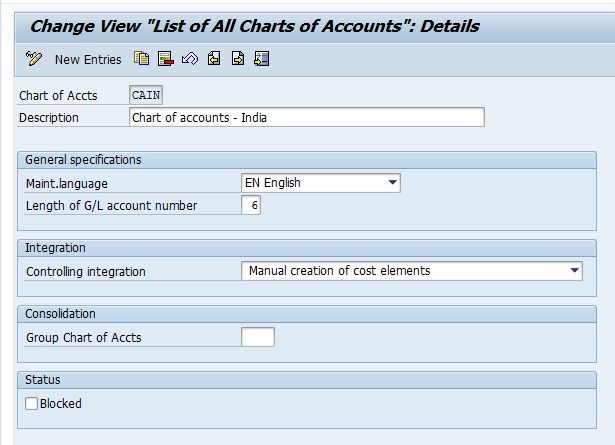 Change View "List of All Charts of Accounts": Details
New Entries
Chart of Accts CAIN
Description Chart of accounts - India
General specifications
Maint.language EN English
Length of G/L account number 6
Integration
Controlling integration Manual creation of cost elements
Consolidation
Group Chart of Accts
Status
Blocked